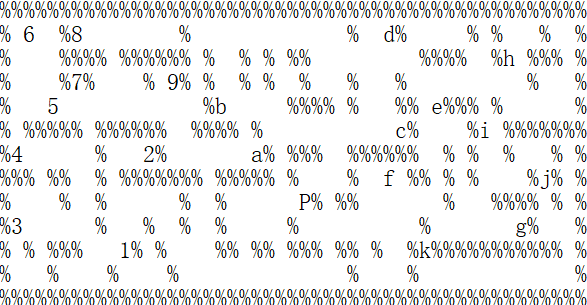 %%%%%%%%%%%%%%%%%%%%%%%%%%%%%%%%%%%%%%%%%%%%%%%%%
% 6  %8        %             %  d%     % %   %  %
%    %%%% %%%%%% %  % % %%         %%%% %h %%% %
%    %7%    % 9% %  % %  %   %   %          %   %
%   5            %b     %%%% %   %% e%%% %      %
% %%%%% %%%%%%  %%%% %           c%    %i %%%%%%%
%4      %   2%       a% %%%  %%%%%%  % %  %   % %
%%% %%  % %%%%%%% %%%%% %    %  f %% % %    %j% %
%    %  %      %  %      P% %%       %   %%%% % %
%3      %   %  %  %     %          %       g%   %
% % %%%   1% %    %% %% %%%% %% %  %k%%%%%%%%%%% %
%   %    %    %              %    %             %
%%%%%%%%%%%%%%%%%%%%%%%%%%%%%%%%%%%%%%%%%%%%%%%%%